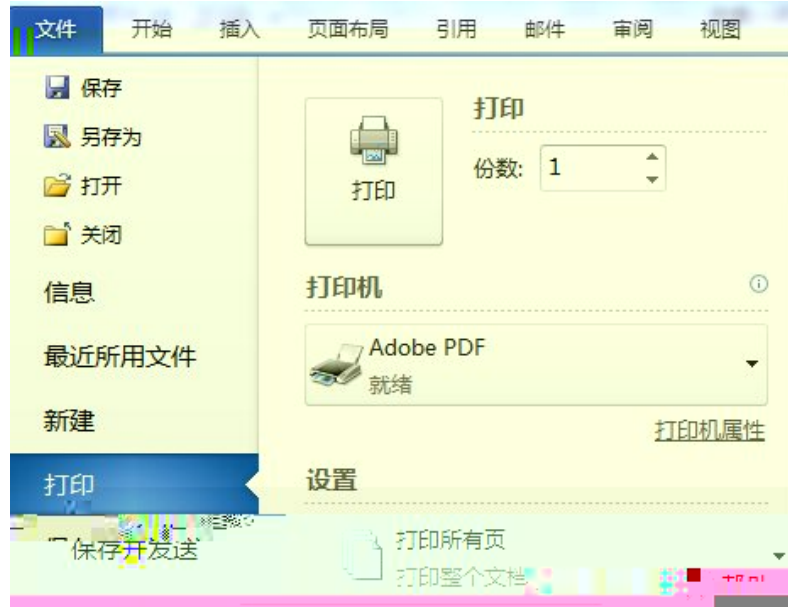 文件 开始 插入 页面布局 引用 邮件 审阅 视图
保存
另存为
打开
关闭
信息
最近所用文件
新建
打印
保存并发送
打印
打印
份数: 1
打印机
Adobe PDF
就绪
打印机属性
设置
打印所有页
打印整个文档